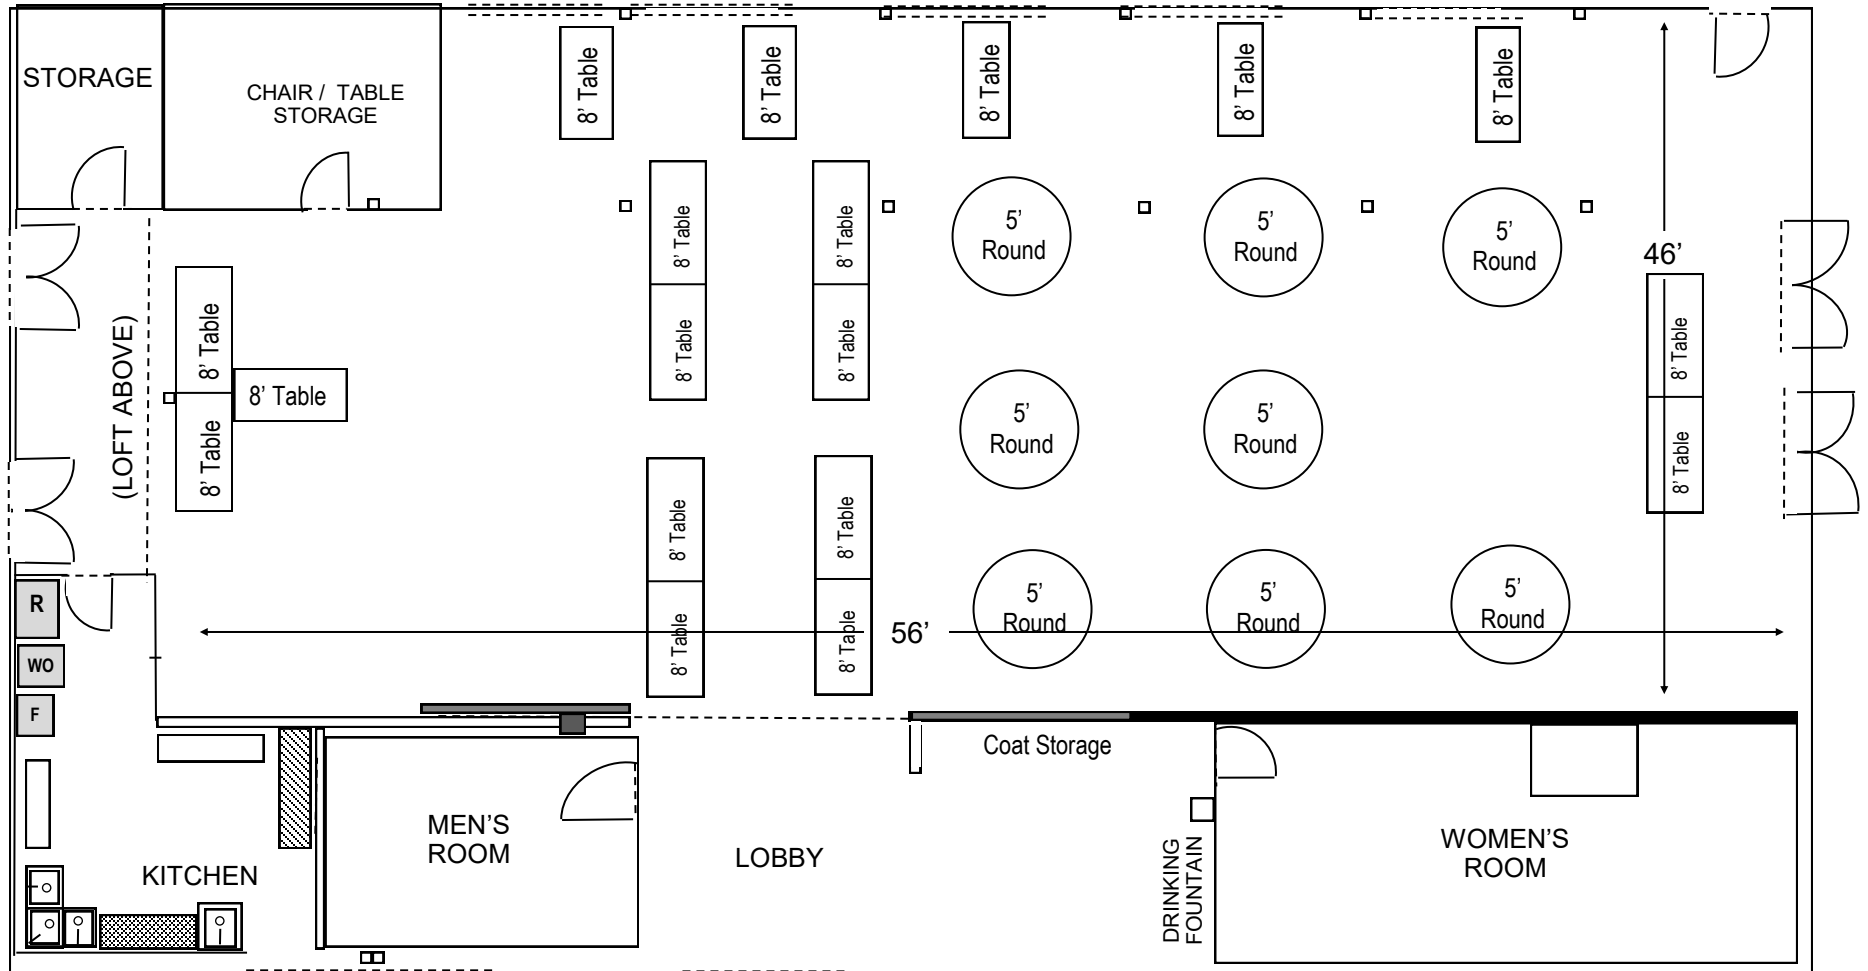 STORAGE
CHAIR / TABLE
STORAGE
8’ Table
8’ Table
8’ Table
8’ Table
8’ Table
8’ Table
8’ Table
5’
Round
5’
Round
5’
Round
46’
(LOFT ABOVE)
8’ Table
8’ Table
8’ Table
8’ Table
8’ Table
8’ Table
8’ Table
5’
Round
5’
Round
8’ Table
8’ Table
8’ Table
5’
Round
5’
Round
5’
Round
R
WO
F
8’ Table
8’ Table
56’
Coat Storage
MEN’S
ROOM
LOBBY
KITCHEN
DRINKING
FOUNTAIN
WOMEN’S
ROOM